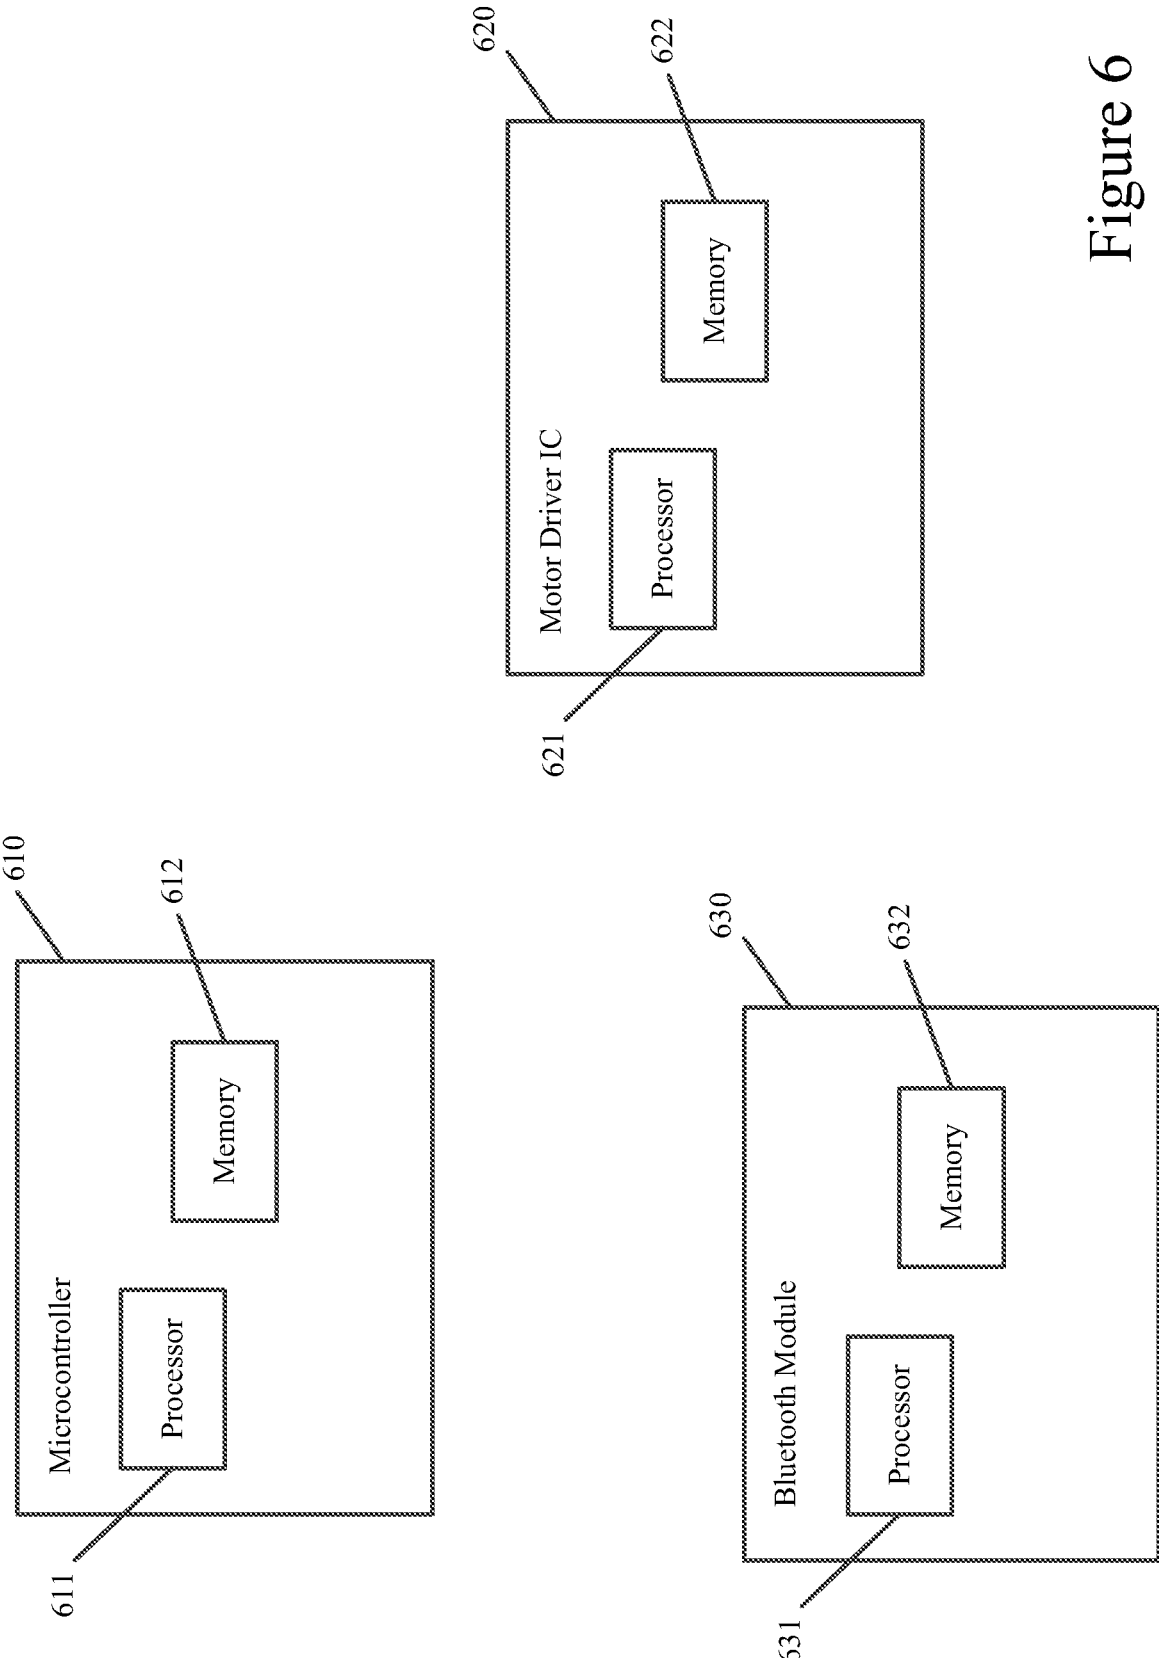 610
Microcontroller
612
Processor
Memory
611
620
Motor Driver IC
622
Processor
Memory
621
630
Bluetooth Module
632
Processor
Memory
631
Figure 6